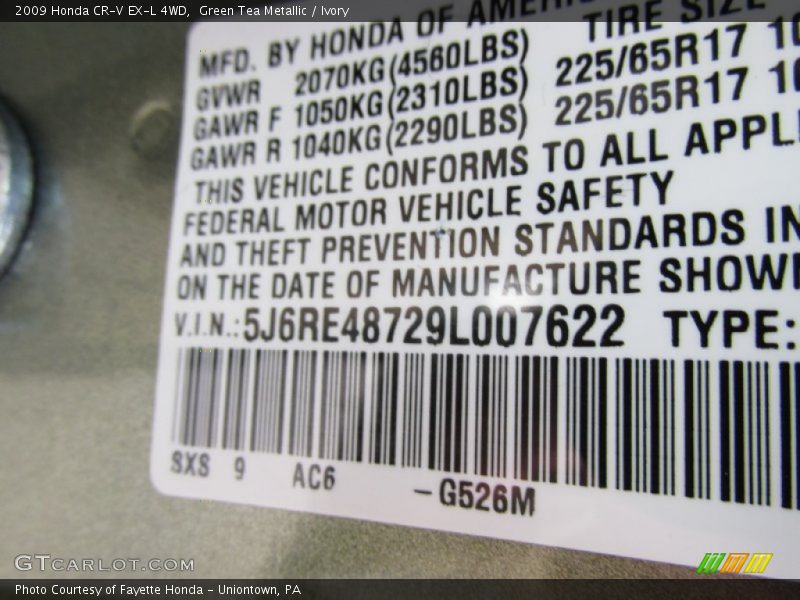 2009 Honda CR-V EX-L 4WD,  Green Tea Metallic / Ivory
MFD. BY HONDA OF TIRE SIZE
GVWR 2070KG(4560LBS) 225/65R17
GAWR F 1050KG(2310LBS) 225/65R17
GAWR R 1040KG(2290LBS)
THIS VEHICLE CONFORMS TO ALL
FEDERAL MOTOR VEHICLE SAFETY
AND THEFT PREVENTION STANDARDS IN
ON THE DATE OF MANUFACTURE
V.I.N.: 5J6RE48729L007622 TYPE:
SXS 9 AC6 -G526M
GTCARLOT.COM
Photo Courtesy of Fayette Honda - Uniontown, PA